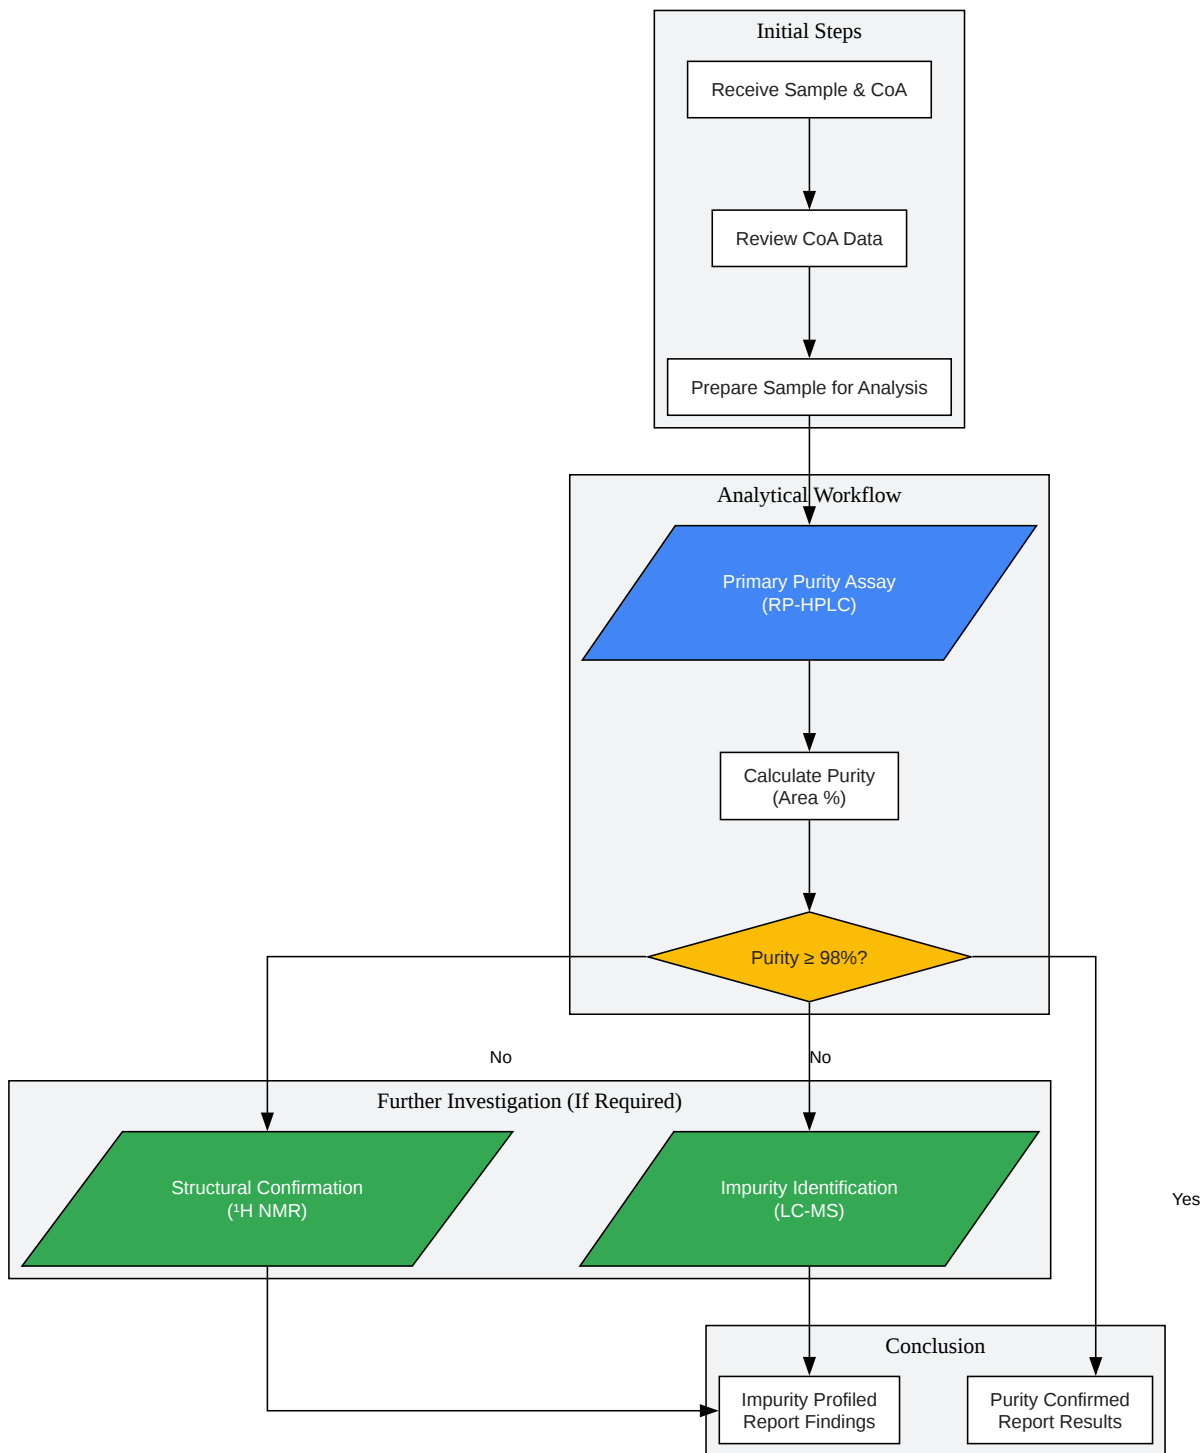 Initial Steps
Receive Sample & CoA
Review CoA Data
Prepare Sample for Analysis
Analytical Workflow
Primary Purity Assay
(RP-HPLC)
Calculate Purity
(Area %)
Purity ≥ 98%?
No
No
Further Investigation (If Required)
Structural Confirmation
(¹H NMR)
Impurity Identification
(LC-MS)
Yes
Conclusion
Impurity Profiled
Report Findings
Purity Confirmed
Report Results